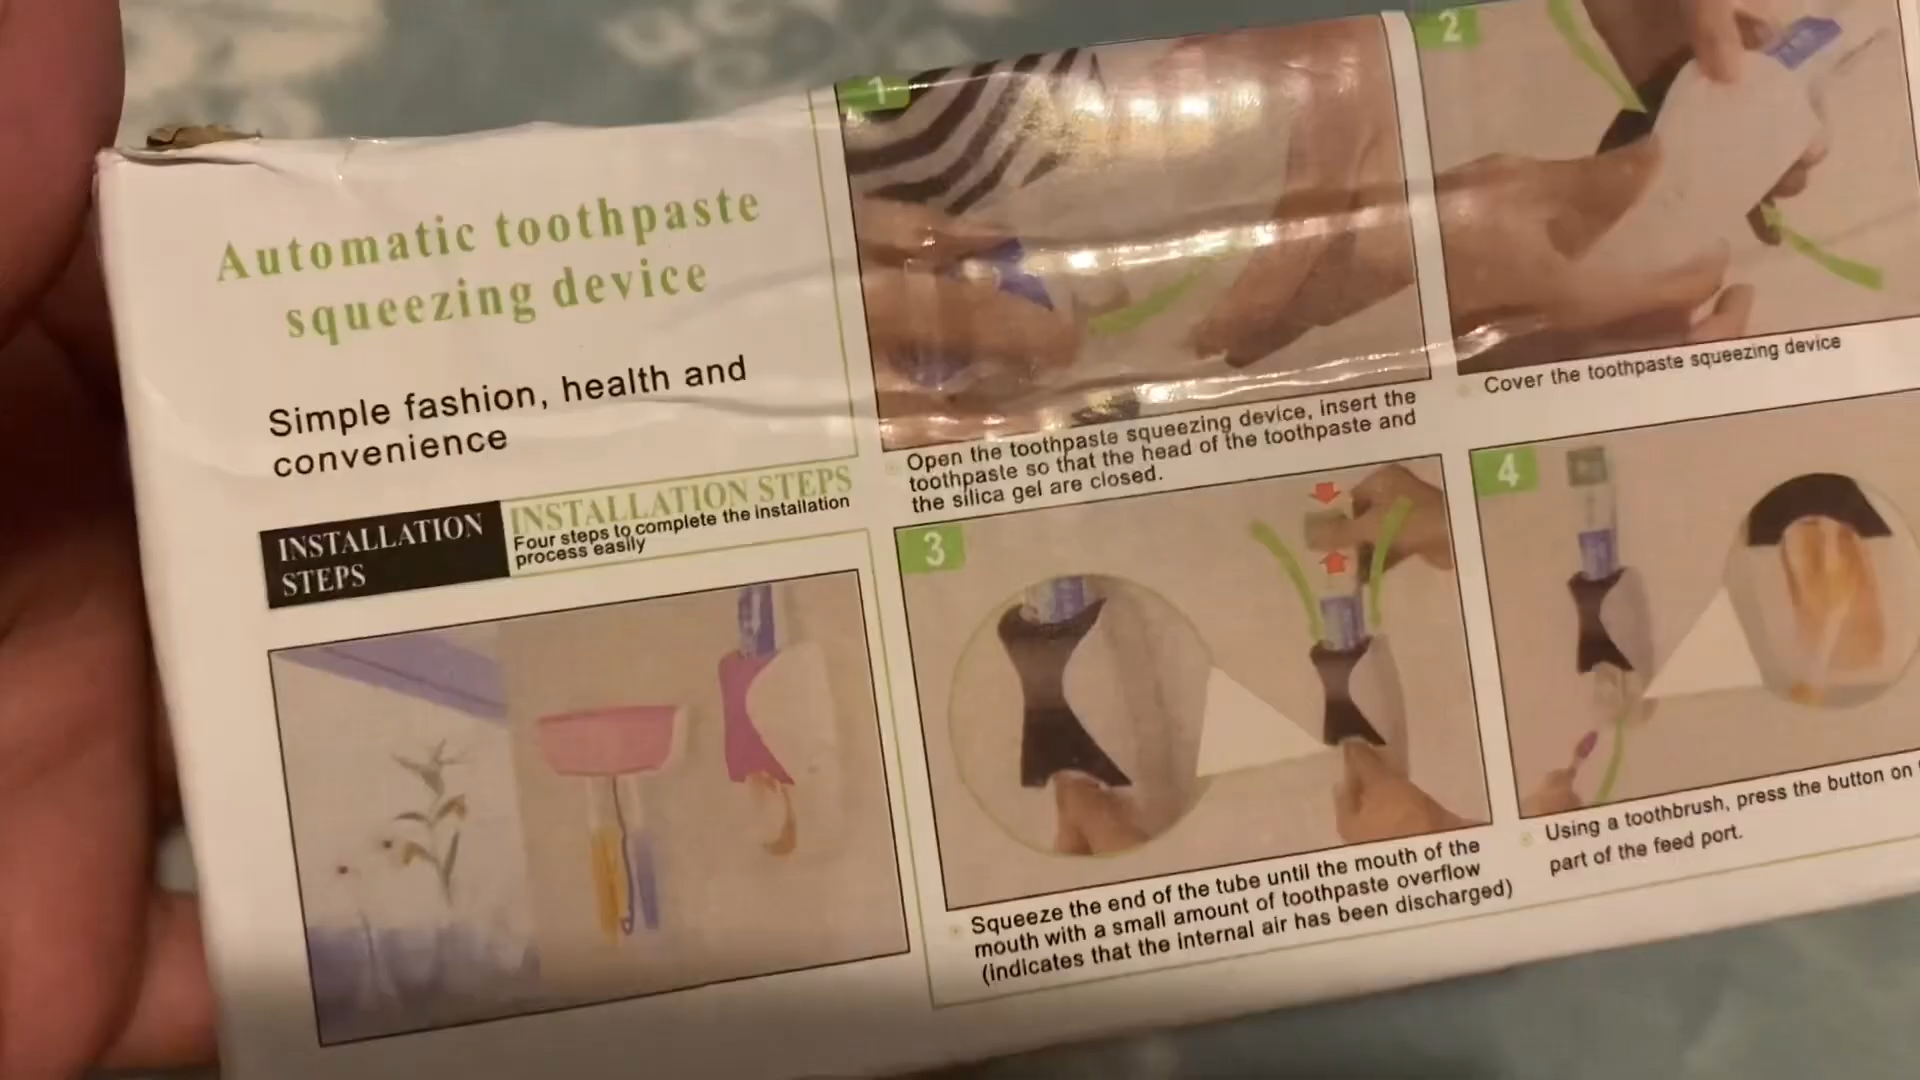 Automatic toothpaste
squeezing device
Simple fashion, health and
convenience
INSTALLATION
STEPS
INSTALLATION STEPS
Four steps to complete the installation
process easily
1
Open the toothpaste squeezing device, insert the
toothpaste so that the head of the toothpaste and
the silica gel are closed.
2
Cover the toothpaste squeezing device
3
Squeeze the end of the tube until the mouth of the
mouth with a small amount of toothpaste overflow
(indicates that the internal air has been discharged)
4
Using a toothbrush, press the button on
part of the feed port.